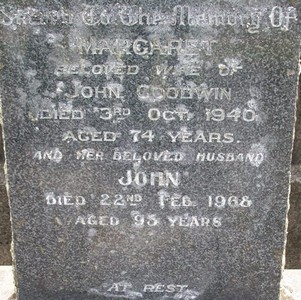 Sacred To The Memory Of
MARGARET
BELOVED WIFE OF
JOHN GOODWIN
DIED 3RD OCT 1940
AGED 74 YEARS.
AND HER BELOVED HUSBAND
JOHN
DIED 22ND FEB. 1968
AGED 93 YEARS
AT REST